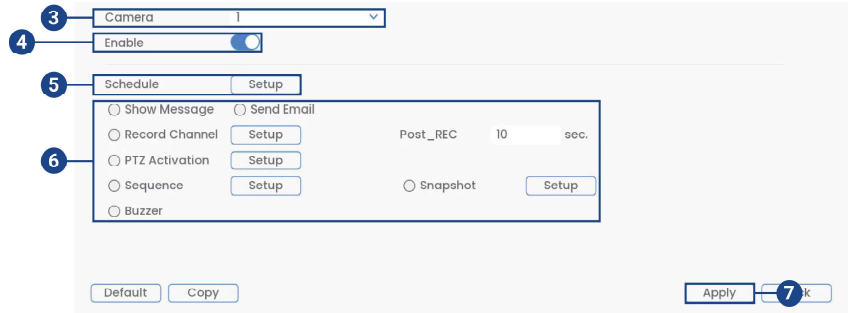 3 Camera 1
4 Enable
5 Schedule Setup
Show Message Send Email
Record Channel Setup Post_REC 10 sec.
6 PTZ Activation Setup
Sequence Setup Snapshot Setup
Buzzer
Default Copy Apply 7 k